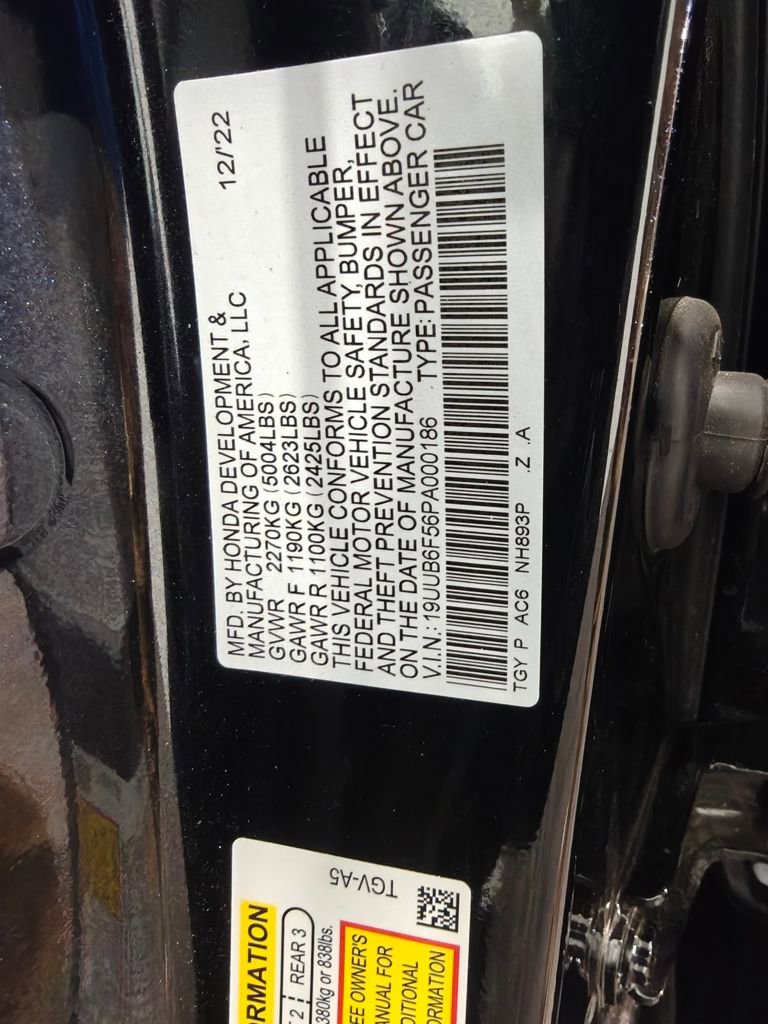 12/'22
MFD. BY HONDA DEVELOPMENT &
MANUFACTURING OF AMERICA, LLC
GVWR 2270KG (5004LBS)
GAWR F 1190KG (2623LBS)
GAWR R 1100KG (2425LBS)
THIS VEHICLE CONFORMS TO ALL APPLICABLE
FEDERAL MOTOR VEHICLE SAFETY, BUMPER,
AND THEFT PREVENTION STANDARDS IN EFFECT
ON THE DATE OF MANUFACTURE SHOWN ABOVE.
V.I.N.: 19UUB6F56PA000186 TYPE: PASSENGER CAR
TGY P AC6 NH893P .Z .A
TGV-A5
ORMATION
2 REAR 3
380kg or 838lbs.
EE OWNER'S
ANUAL FOR
DITIONAL
ORMATION